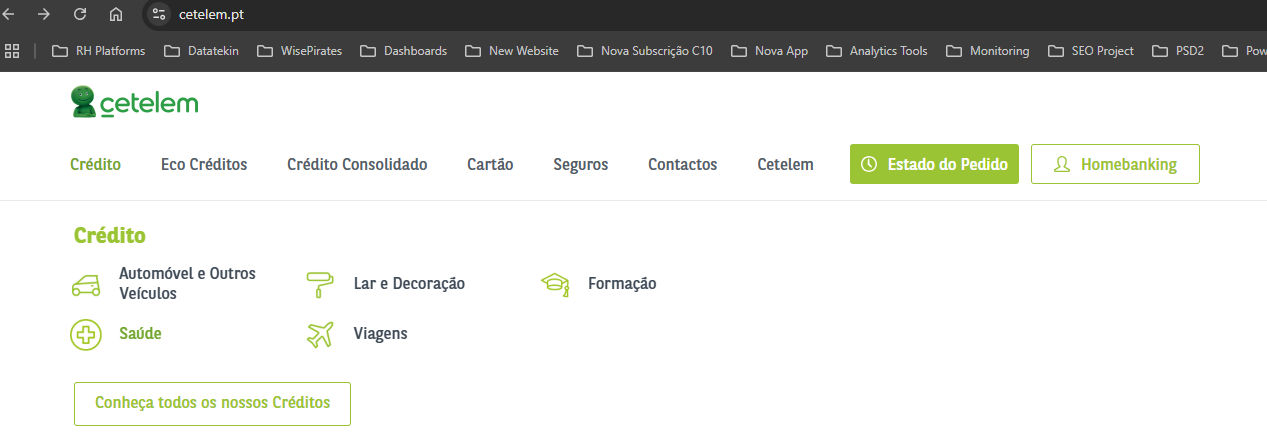 cetelem.pt
RH Platforms Datatekin WisePirates Dashboards New Website Nova Subscrição C10 Nova App Analytics Tools Monitoring SEO Project PSD2 Pow
cetelem
Crédito Eco Créditos Crédito Consolidado Cartão Seguros Contactos Cetelem Estado do Pedido Homebanking
Crédito
Automóvel e Outros
Veículos
Lar e Decoração
Formação
Saúde
Viagens
Conheça todos os nossos Créditos